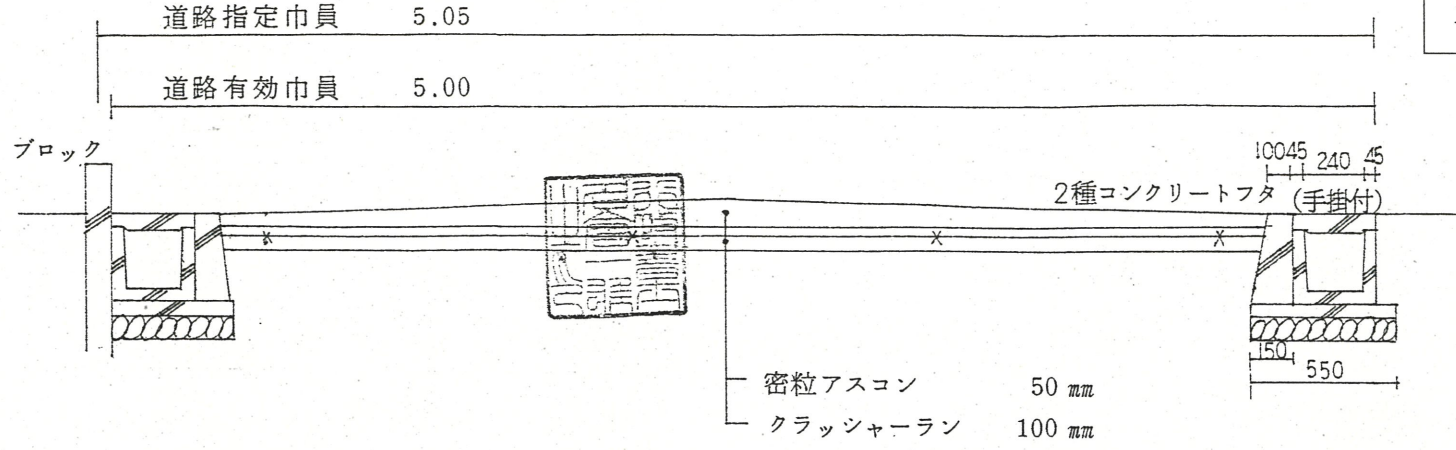 道路指定巾員 5.05
道路有効巾員 5.00
ブロック
100 45 240 45
2種コンクリートフタ(手掛付)
150
550
密粒アスコン 50 mm
クラッシャーラン 100 mm